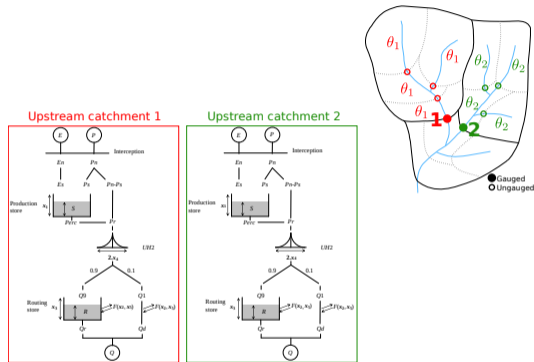 θ1
θ1
θ2
θ2
θ1
θ2
θ1
1
θ2
2
Gauged
Ungauged
Upstream catchment 1
E
P
Interception
En
Pn
Es
Ps
Pn-Ps
Production
store
x1
S
Perc
Pr
UH2
2.x4
0.9
0.1
Q9
Q1
Routing
store
x3
R
F(x2, x3)
F(x2, x3)
Qr
Qd
Q
Upstream catchment 2
E
P
Interception
En
Pn
Es
Ps
Pn-Ps
Production
store
x1
S
Perc
Pr
UH2
2.x4
0.9
0.1
Q9
Q1
Routing
store
x3
R
F(x2, x3)
F(x2, x3)
Qr
Qd
Q